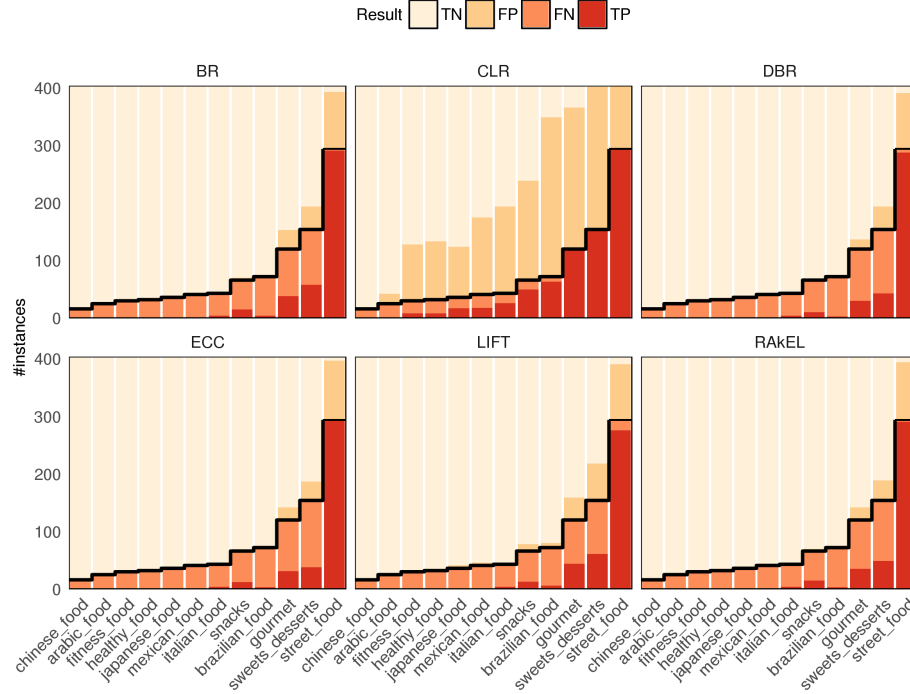 Result TN FP FN TP
BR CLR DBR
400
300
200
100
0
ECC LIFT RAkEL
400
300
200
100
0
#instances
chinese_food arabic_food fitness_food healthy_food japanese_food mexican_food italian_food snacks brazilian_food gourmet sweets_desserts street_food
chinese_food arabic_food fitness_food healthy_food japanese_food mexican_food italian_food snacks brazilian_food gourmet sweets_desserts street_food
chinese_food arabic_food fitness_food healthy_food japanese_food mexican_food italian_food snacks brazilian_food gourmet sweets_desserts street_food